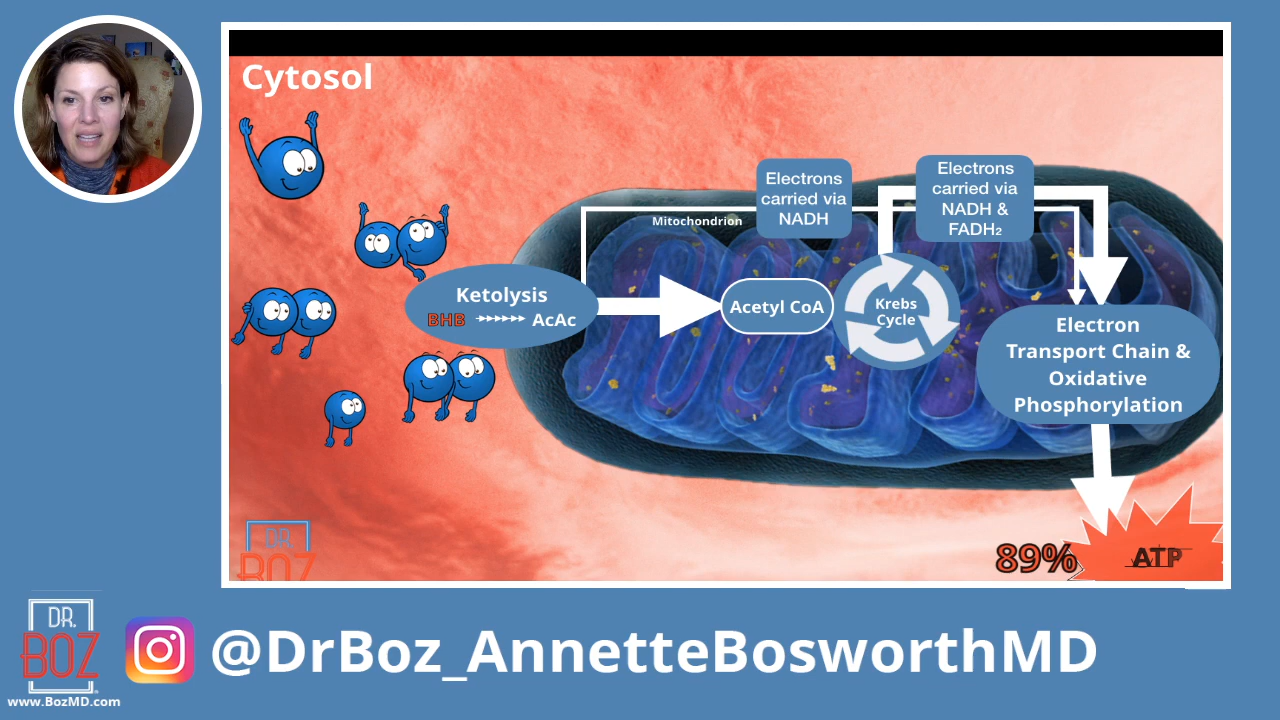 Cytosol
Electrons
carried via
NADH
Electrons
carried via
NADH &
FADH₂
Mitochondrion
Ketolysis
BHB AcAc
Acetyl CoA
Krebs
Cycle
Electron
Transport Chain &
Oxidative
Phosphorylation
89%
ATP
DR.
BOZ
DR.
BOZ
www.BozMD.com
@DrBoz_AnnetteBosworthMD